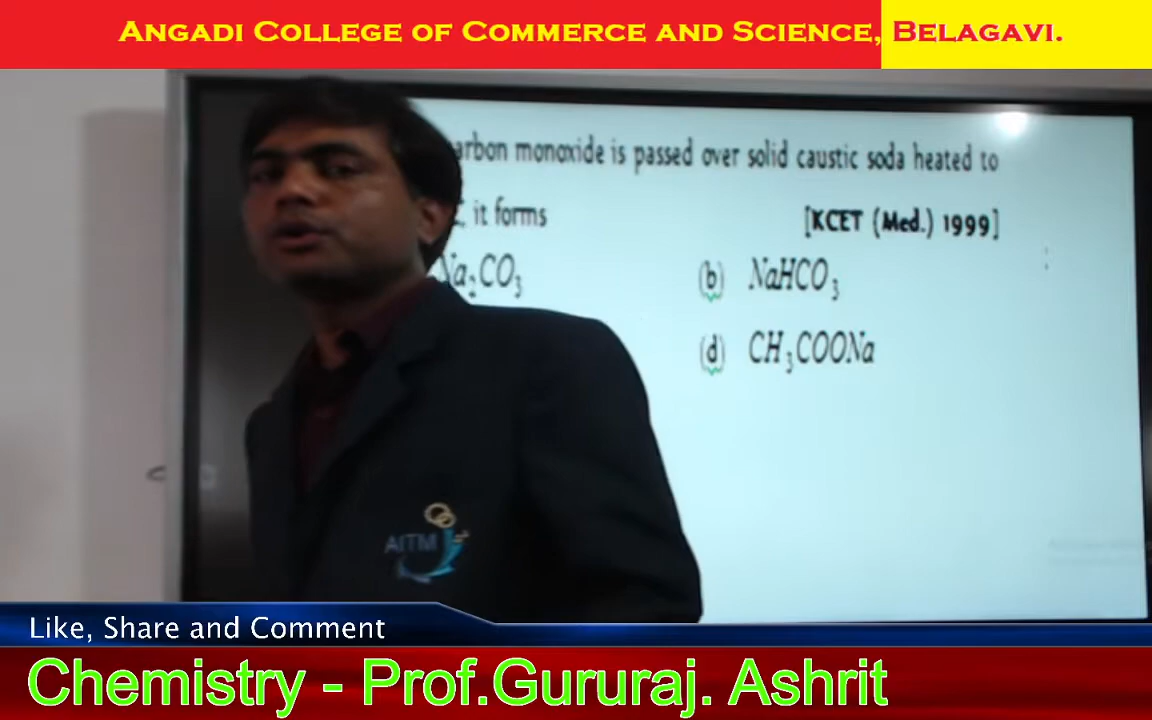 ANGADI COLLEGE OF COMMERCE AND SCIENCE, BELAGAVI.
carbon monoxide is passed over solid caustic soda heated to
it forms [KCET (Med.) 1999]
Na₂CO₃ (b) NaHCO₃
(d) CH₃COONa
AITM
Like, Share and Comment
Chemistry - Prof.Gururaj. Ashrit